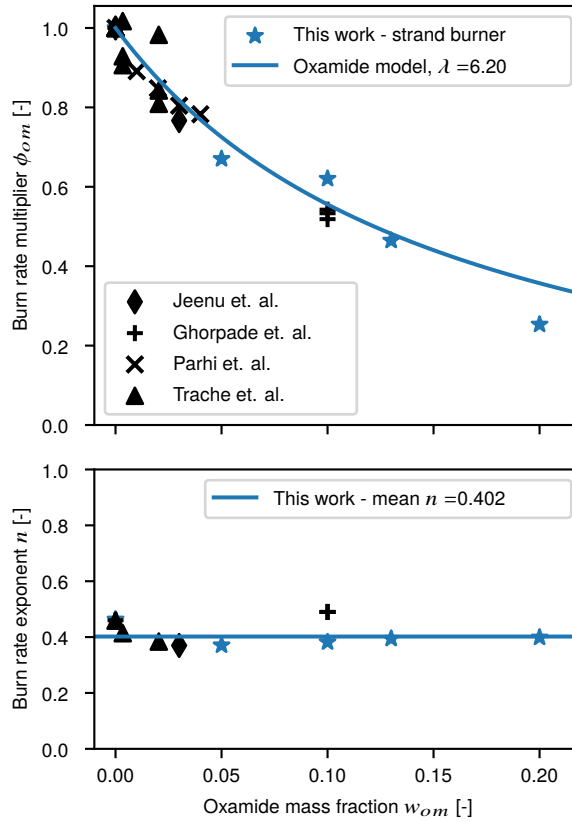 1.0
0.8
0.6
0.4
0.2
0.0
Burn rate multiplier ϕom [-]
This work - strand burner
Oxamide model, λ =6.20
Jeenu et. al.
Ghorpade et. al.
Parhi et. al.
Trache et. al.
1.0
0.8
0.6
0.4
0.2
0.0
Burn rate exponent n [-]
This work - mean n =0.402
0.00 0.05 0.10 0.15 0.20
Oxamide mass fraction wom [-]